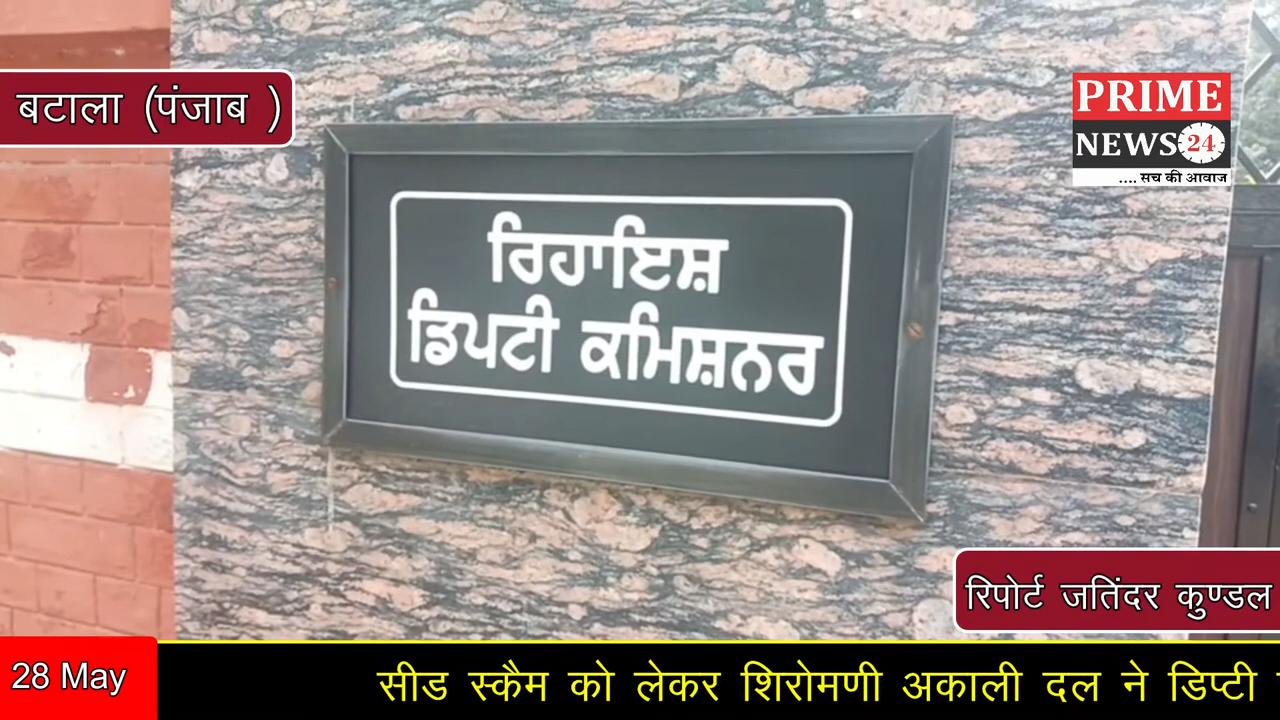 बटाला (पंजाब )
PRIME
NEWS 24
.... सच की आवाज
ਰਿਹਾਇਸ਼
ਡਿਪਟੀ ਕਮਿਸ਼ਨਰ
रिपोर्ट जतिंदर कुण्डल
28 May
सीड स्कैम को लेकर शिरोमणी अकाली दल ने डिप्टी